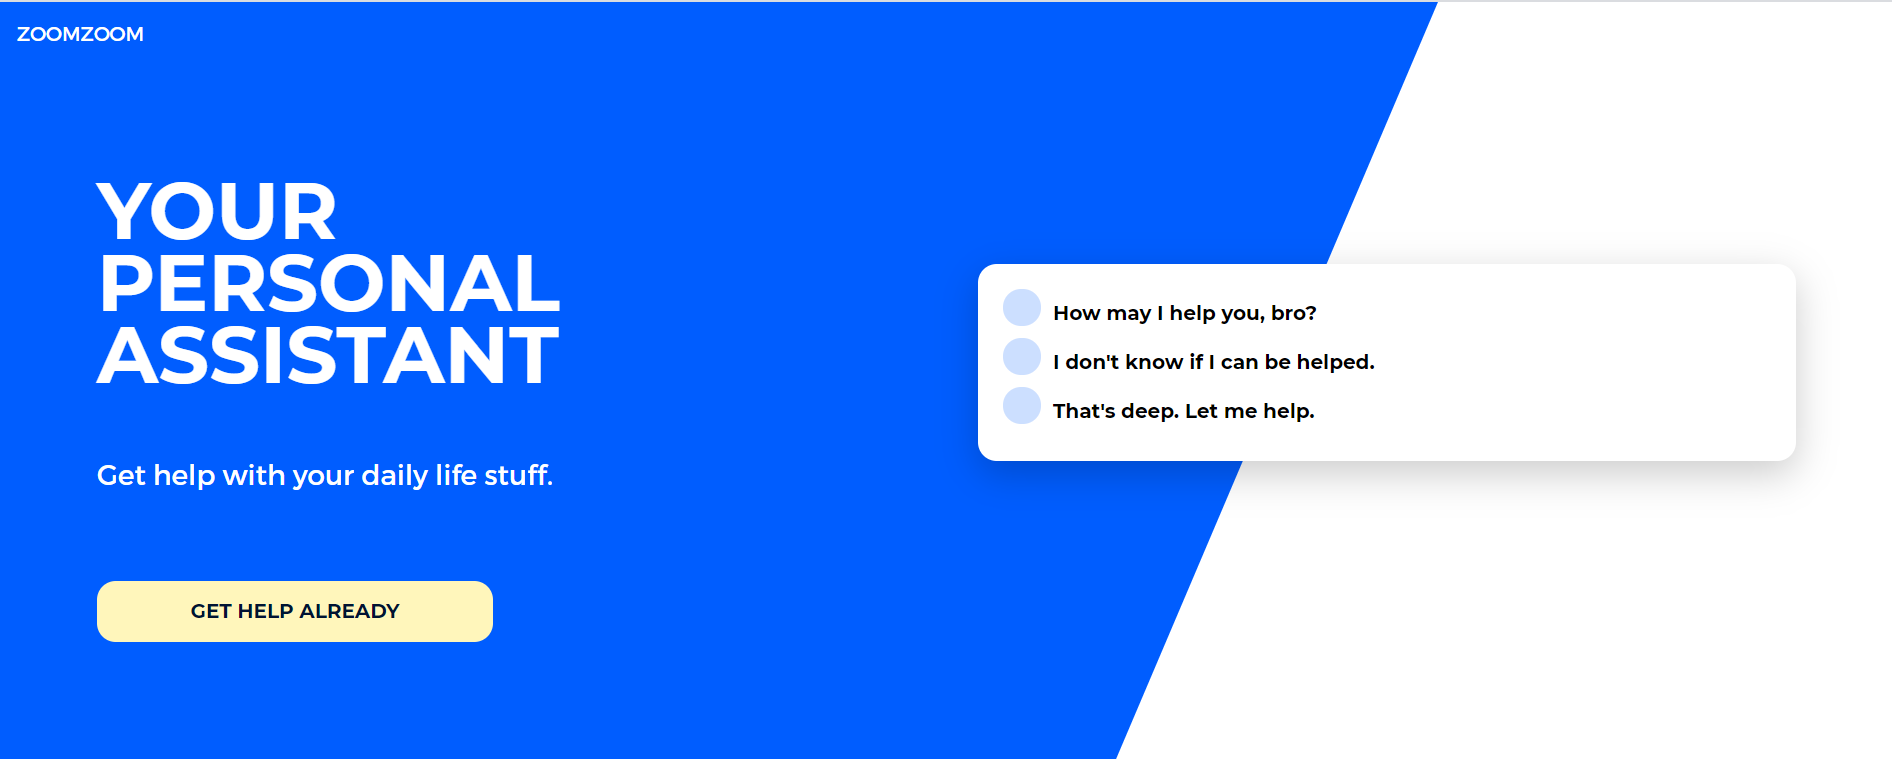 ZOOMZOOM
YOUR
PERSONAL
ASSISTANT
Get help with your daily life stuff.
GET HELP ALREADY
How may I help you, bro?
I don't know if I can be helped.
That's deep. Let me help.